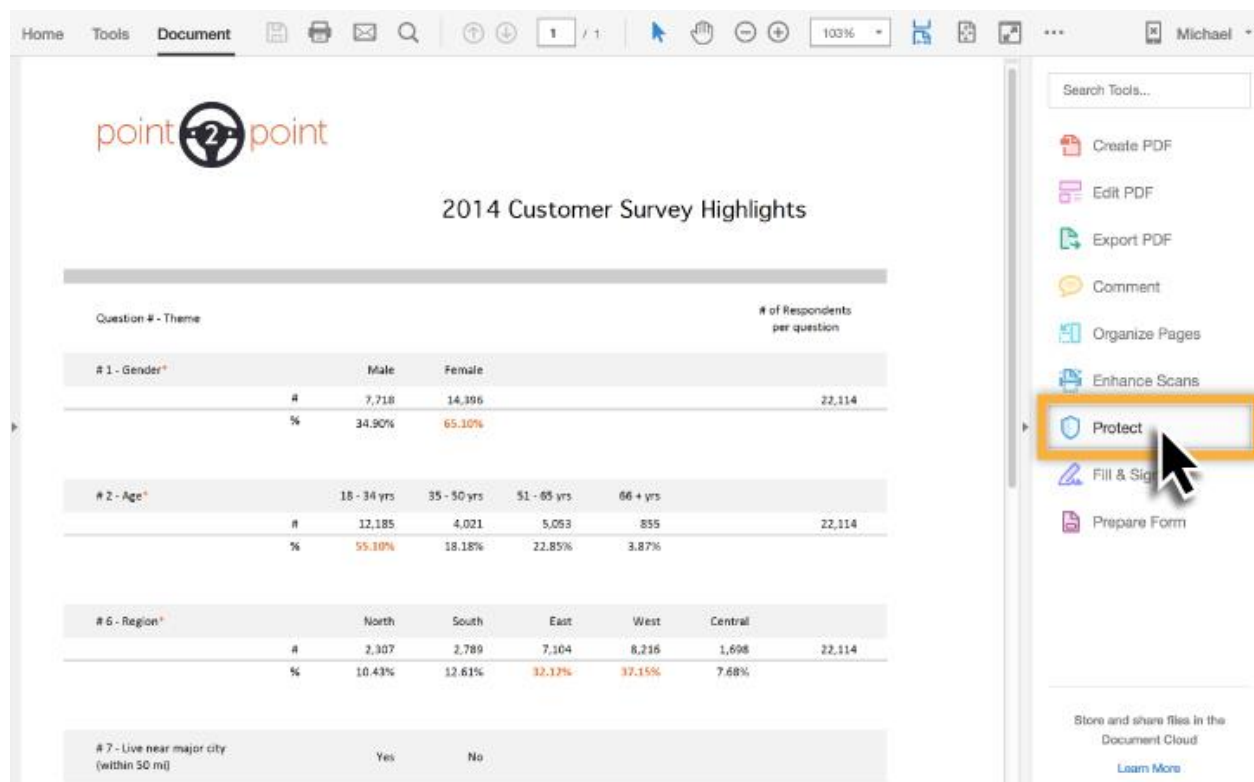 Home Tools Document 1 / 1 103% ... Michael
point 2 point
2014 Customer Survey Highlights
Question # - Theme # of Respondents
per question
# 1 - Gender* Male Female
# 7,718 14,396 22,114
% 34.90% 65.10%
# 2 - Age* 18 - 34 yrs 35 - 50 yrs 51 - 65 yrs 66 + yrs
# 12,185 4,021 5,053 855 22,114
% 55.10% 18.18% 22.85% 3.87%
# 6 - Region* North South East West Central
# 2,307 2,789 7,104 8,216 1,698 22,114
% 10.43% 12.61% 32.12% 37.15% 7.68%
# 7 - Live near major city
(within 50 mi) Yes No
Search Tools...
Create PDF
Edit PDF
Export PDF
Comment
Organize Pages
Enhance Scans
Protect
Fill & Sign
Prepare Form
Store and share files in the
Document Cloud
Learn More